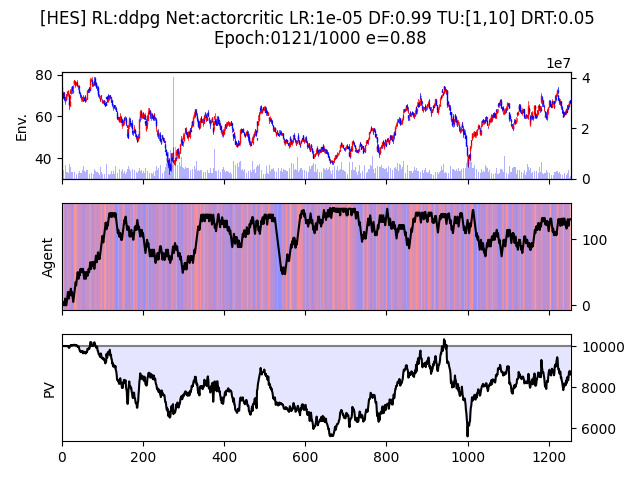 [HES] RL:ddpg Net:actorcritic LR:1e-05 DF:0.99 TU:[1,10] DRT:0.05
Epoch:0121/1000 e=0.88
1e7
80
60
40
Env.
4
2
0
Agent
100
0
PV
10000
8000
6000
0 200 400 600 800 1000 1200